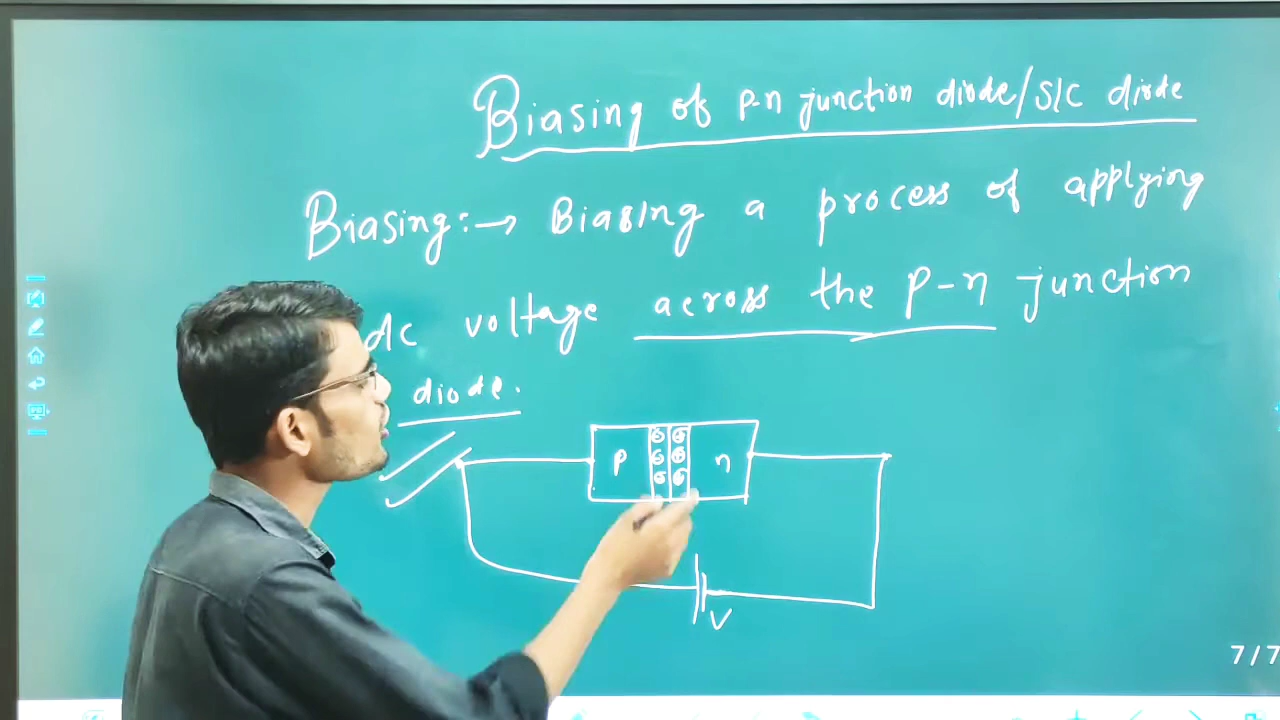 Biasing of p-n junction diode/S/C diode
Biasing:→ Biasing a process of applying
dc voltage across the p-n junction
diode.
p n
V
7/7